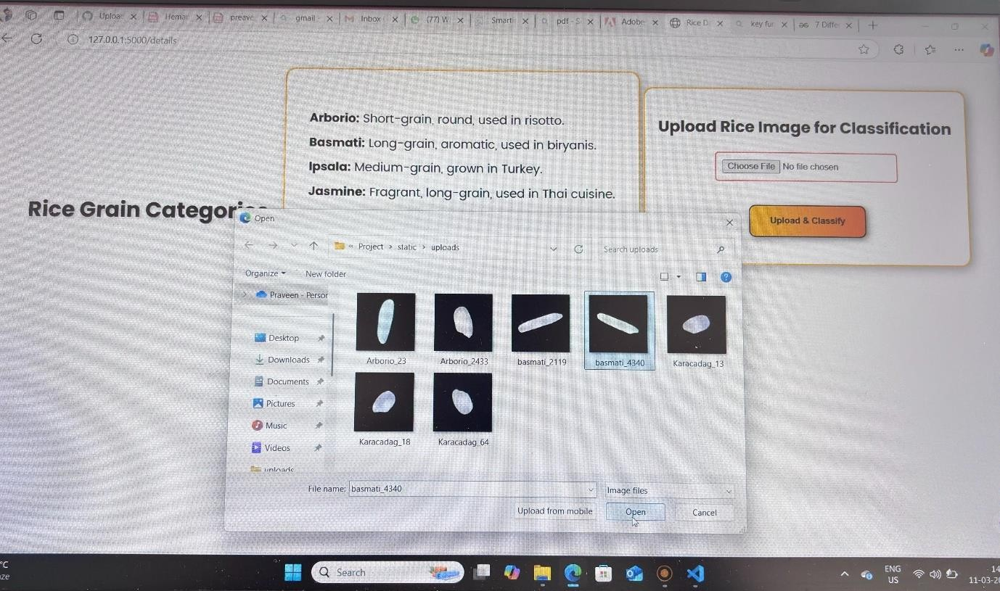 Uploa
Hemar
preave
gmail -
Inbox
(77) W
Smarti
pdf - S
Adobe
Rice D
key fur
7 Differ
127.0.0.1:5000/details
Arborio: Short-grain, round, used in risotto.
Basmati: Long-grain, aromatic, used in biryanis.
Ipsala: Medium-grain, grown in Turkey.
Jasmine: Fragrant, long-grain, used in Thai cuisine.
Rice Grain Categor
Upload Rice Image for Classification
Choose File No file chosen
Upload & Classify
Open
« Project > static > uploads
Search uploads
Organize
New folder
Praveen - Persor
Desktop
Downloads
Documents
Pictures
Music
Videos
uploads
Arborio_23
Arborio_2433
basmati_2119
basmati_4340
Karacadag_13
Karacadag_18
Karacadag_64
File name: basmati_4340
Image files
Upload from mobile
Open
Cancel
°C
ze
Search
ENG
US
14
11-03-20